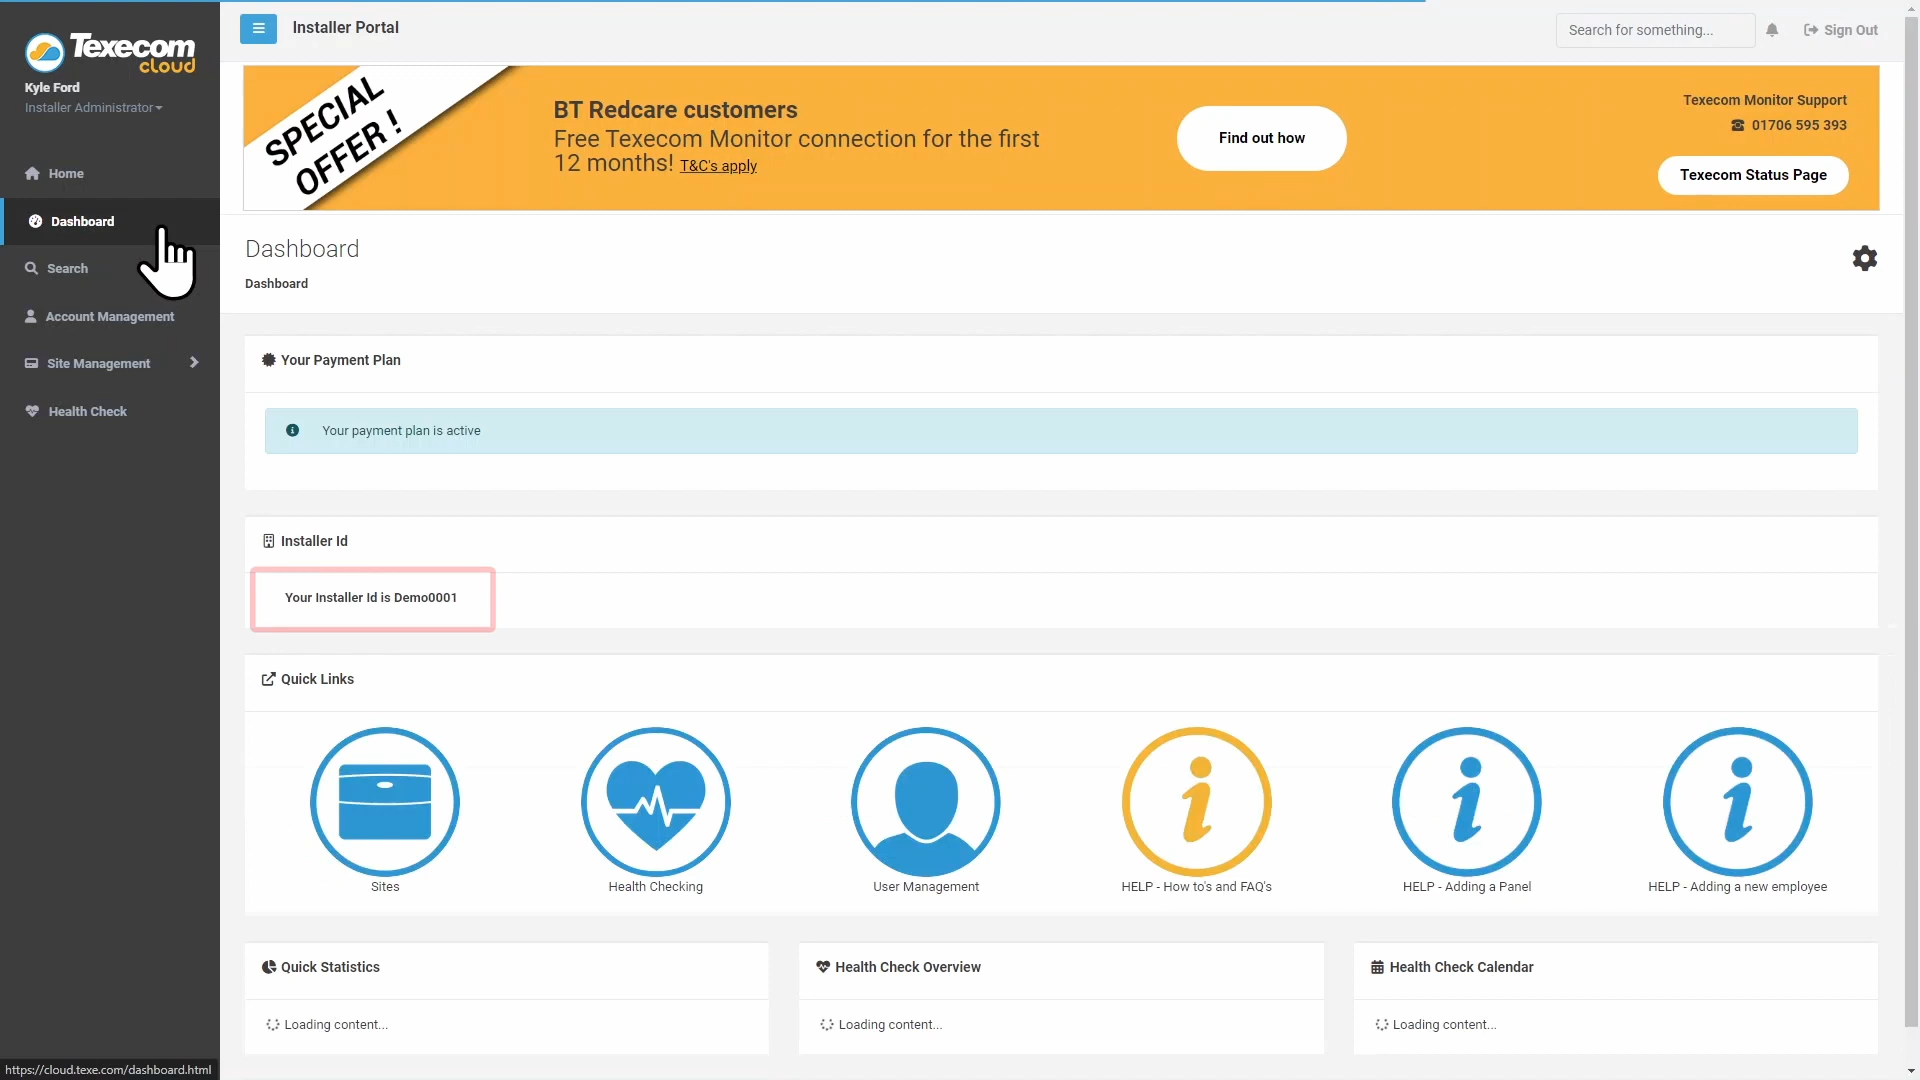 Texecom
cloud
Kyle Ford
Installer Administrator
Home
Dashboard
Search
Account Management
Site Management
Health Check
https://cloud.texe.com/dashboard.html
Installer Portal
Search for something...
Sign Out
SPECIAL
OFFER !
BT Redcare customers
Free Texecom Monitor connection for the first
12 months! T&C's apply
Find out how
Texecom Monitor Support
01706 595 393
Texecom Status Page
Dashboard
Dashboard
Your Payment Plan
Your payment plan is active
Installer Id
Your Installer Id is Demo0001
Quick Links
Sites
Health Checking
User Management
HELP - How to's and FAQ's
HELP - Adding a Panel
HELP - Adding a new employee
Quick Statistics
Loading content...
Health Check Overview
Loading content...
Health Check Calendar
Loading content...